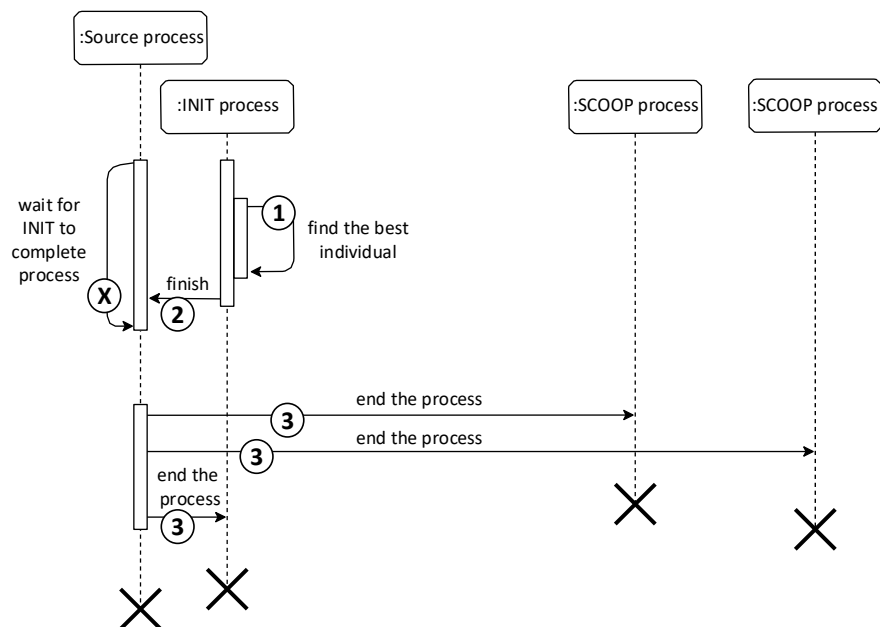 :Source process
:INIT process
:SCOOP process
:SCOOP process
wait for
INIT to
complete
process
X
1
find the best
individual
finish
2
end the process
3
end the process
3
end the
process
3